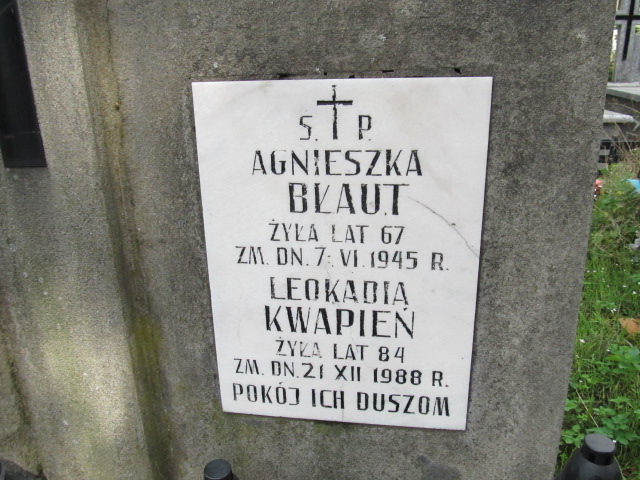 Ś. P.
AGNIESZKA
BŁAUT
ŻYŁA LAT 67
ZM. DN. 7. VI. 1945 R.
LEOKADIA
KWAPIEŃ
ŻYŁA LAT 84
ZM. DN. 21 XII 1988 R.
POKÓJ ICH DUSZOM